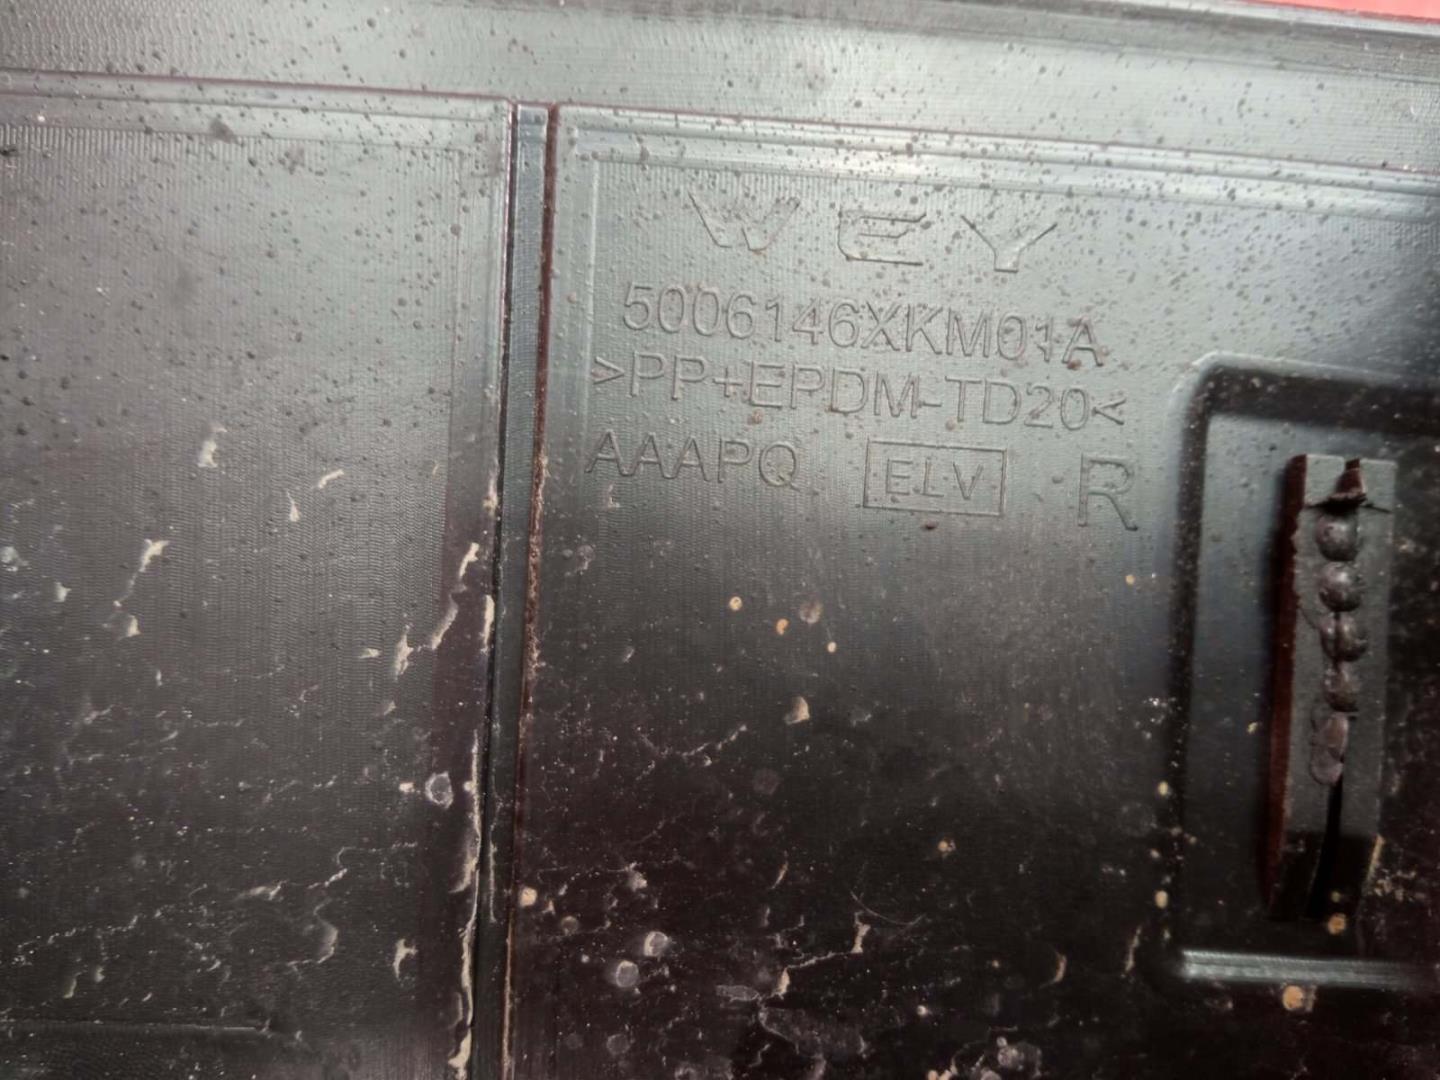 WEY
5006146XKM01A
>PP+EPDM-TD20<
AAAPQ ELV R